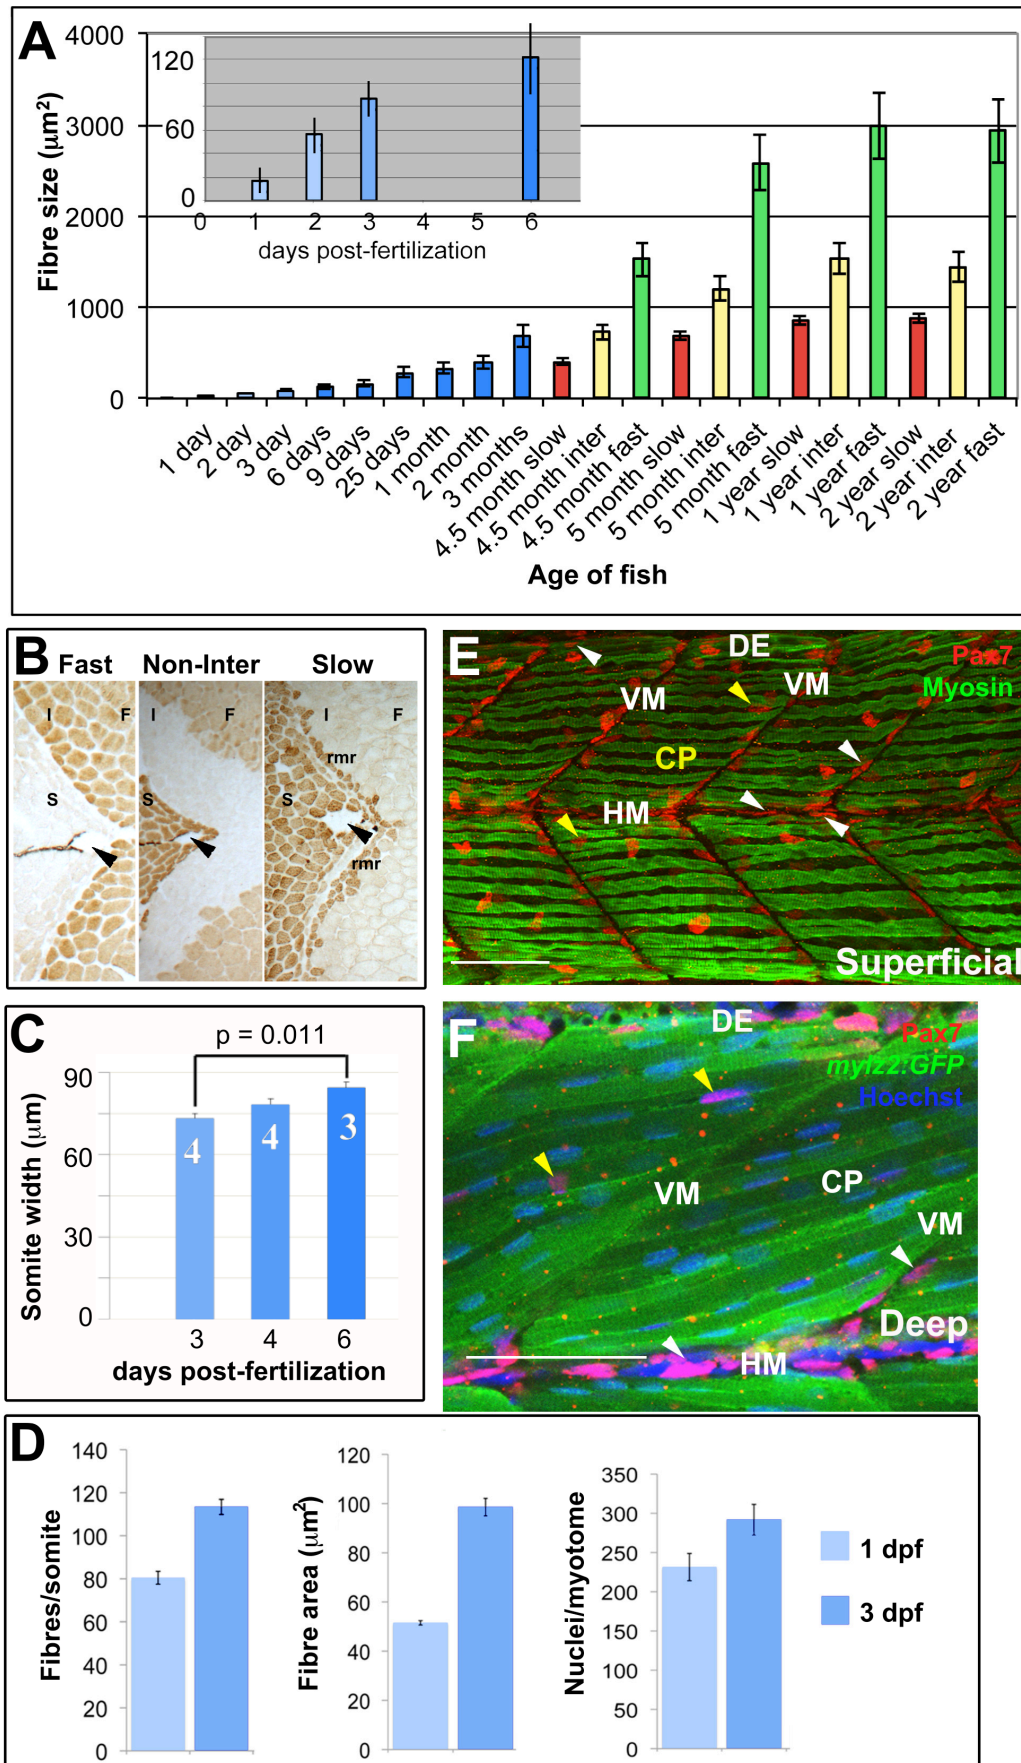 A
Fibre size (μm²)
4000
3000
2000
1000
0
120
60
0
0 1 2 3 4 5 6
days post-fertilization
1 day
2 day
3 day
6 days
9 days
25 days
1 month
2 month
3 months
4.5 month slow
4.5 month inter
4.5 month fast
5 month slow
5 month inter
5 month fast
1 year slow
1 year inter
1 year fast
2 year slow
2 year inter
2 year fast
Age of fish
B
Fast Non-Inter Slow
I F I F I F
rmr
S S S
rmr
C
p = 0.011
Somite width (μm)
90
60
30
0
4 4 3
3 4 6
days post-fertilization
E
DE
Pax7
Myosin
VM VM
CP
HM
Superficial
F
DE
Pax7
mylz2:GFP
Hoechst
VM CP
VM
Deep
HM
D
Fibres/somite
140
120
100
80
60
40
20
0
Fibre area (μm²)
120
100
80
60
40
20
0
Nuclei/myotome
350
300
250
200
150
100
50
0
1 dpf
3 dpf